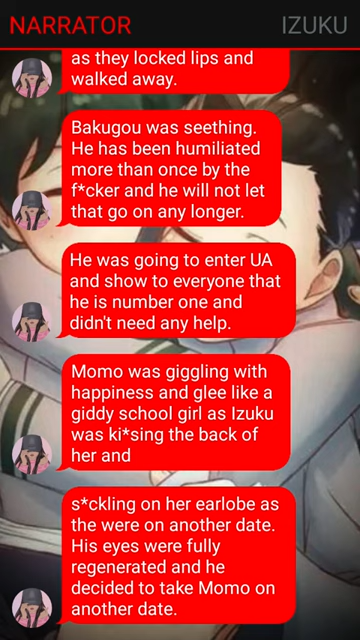 NARRATOR IZUKU
as they locked lips and
walked away.
Bakugou was seething.
He has been humiliated
more than once by the
f*cker and he will not let
that go on any longer.
He was going to enter UA
and show to everyone that
he is number one and
didn't need any help.
Momo was giggling with
happiness and glee like a
giddy school girl as Izuku
was ki*sing the back of
her and
s*ckling on her earlobe as
the were on another date.
His eyes were fully
regenerated and he
decided to take Momo on
another date.